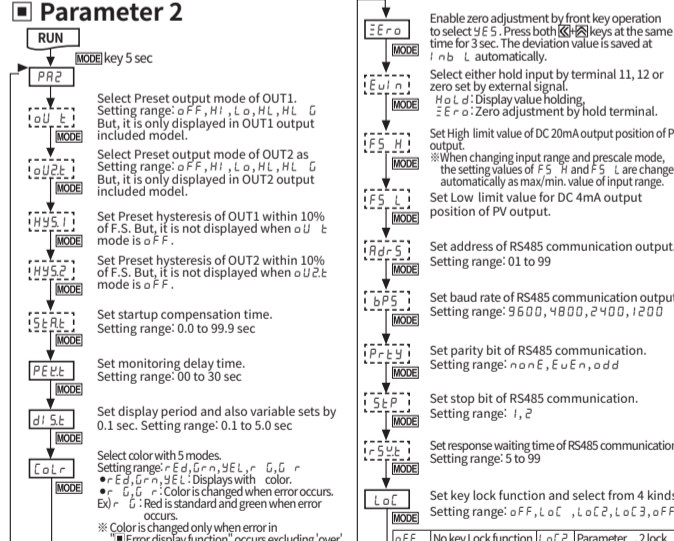 ■ Parameter 2
RUN
MODE key 5 sec
PA2
oU t
MODE
Select Preset output mode of OUT1.
Setting range: oFF, HI, Lo, HL, HL G
But, it is only displayed in OUT1 output
included model.
oU2.t
MODE
Select Preset output mode of OUT2 as
Setting range: oFF, HI, Lo, HL, HL G
But, it is only displayed in OUT2 output
included model.
HYS.1
MODE
Set Preset hysteresis of OUT1 within 10%
of F.S. But, it is not displayed when oU t
mode is oFF.
HYS.2
MODE
Set Preset hysteresis of OUT2 within 10%
of F.S. But, it is not displayed when oU2.t
mode is oFF.
StA.t
MODE
Set startup compensation time.
Setting range: 0.0 to 99.9 sec
PEK.t
MODE
Set monitoring delay time.
Setting range: 00 to 30 sec
dIS.t
MODE
Set display period and also variable sets by
0.1 sec. Setting range: 0.1 to 5.0 sec
CoLr
MODE
Select color with 5 modes.
Setting range: rEd, Grn, YEL, r G, G r
●rEd, Grn, YEL: Displays with color.
●r G, G r: Color is changed when error occurs.
Ex) r G: Red is standard and green when error
occurs.
※ Color is changed only when error in
"■Error display function" occurs excluding 'over'
ZEro
MODE
Enable zero adjustment by front key operation
to select YES. Press both ≪+≪ keys at the same
time for 3 sec. The deviation value is saved at
Inb L automatically.
EuIn
MODE
Select either hold input by terminal 11, 12 or
zero set by external signal.
HoLd: Display value holding,
ZEro: Zero adjustment by hold terminal.
FS H
MODE
Set High limit value of DC 20mA output position of P
output.
※When changing input range and prescale mode,
the setting values of FS H and FS L are change
automatically as max/min. value of input range.
FS L
MODE
Set Low limit value for DC 4mA output
position of PV output.
AdrS
MODE
Set address of RS485 communication output.
Setting range: 01 to 99
bPS
MODE
Set baud rate of RS485 communication output
Setting range: 9600, 4800, 2400, 1200
PrtY
MODE
Set parity bit of RS485 communication.
Setting range: nonE, EuEn, odd
StP
MODE
Set stop bit of RS485 communication.
Setting range: 1, 2
rSY.t
MODE
Set response waiting time of RS485 communication
Setting range: 5 to 99
LoC
MODE
Set key lock function and select from 4 kinds
Setting range: oFF, LoC , LoC2, LoC3, oFF
oFF No key Lock function LoC2 Parameter 2 lock